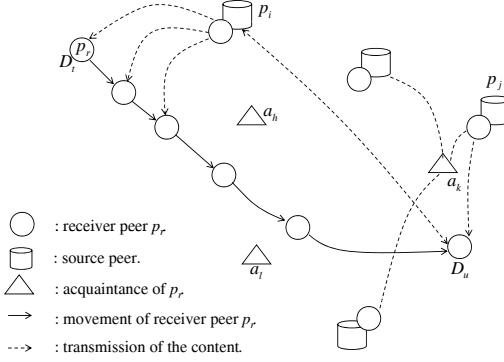 p_i
p_r
D_t
p_j
a_h
a_k
a_l
D_u
: receiver peer p_r.
: source peer.
: acquaintance of p_r.
: movement of receiver peer p_r.
: transmission of the content.